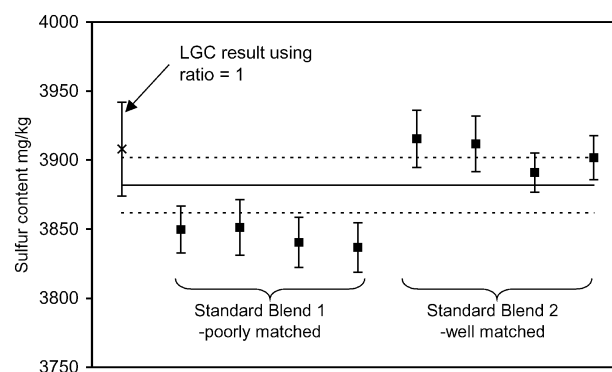 4000
LGC result using
ratio = 1
3950
3900
3850
3800
3750
Sulfur content mg/kg
Standard Blend 1
-poorly matched
Standard Blend 2
-well matched